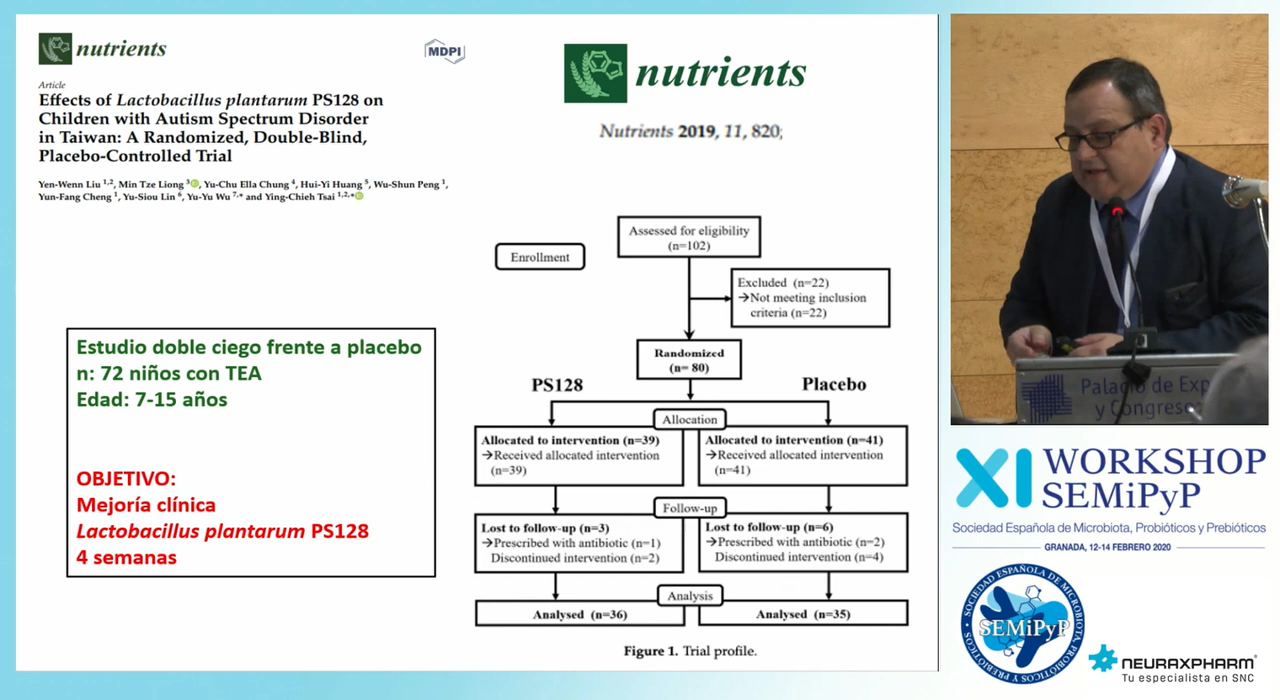 nutrients
MDPI
Article
Effects of Lactobacillus plantarum PS128 on
Children with Autism Spectrum Disorder
in Taiwan: A Randomized, Double-Blind,
Placebo-Controlled Trial
Yen-Wenn Liu 1,2, Min Tze Liong 3, Yu-Chu Ella Chung 4, Hui-Yi Huang 5, Wu-Shun Peng 1,
Yun-Fang Cheng 1, Yu-Siou Lin 6, Yu-Yu Wu 7,* and Ying-Chieh Tsai 1,2,*
nutrients
Nutrients 2019, 11, 820;
Estudio doble ciego frente a placebo
n: 72 niños con TEA
Edad: 7-15 años
OBJETIVO:
Mejoría clínica
Lactobacillus plantarum PS128
4 semanas
Enrollment
Assessed for eligibility
(n=102)
Excluded (n=22)
→Not meeting inclusion
criteria (n=22)
Randomized
(n= 80)
PS128
Placebo
Allocation
Allocated to intervention (n=39)
→Received allocated intervention
(n=39)
Allocated to intervention (n=41)
→Received allocated intervention
(n=41)
Follow-up
Lost to follow-up (n=3)
→Prescribed with antibiotic (n=1)
Discontinued intervention (n=2)
Lost to follow-up (n=6)
→Prescribed with antibiotic (n=2)
Discontinued intervention (n=4)
Analysis
Analysed (n=36)
Analysed (n=35)
Figure 1. Trial profile.
Palacio de Exp
y Congresos
XI WORKSHOP
SEMiPyP
Sociedad Española de Microbiota, Probióticos y Prebióticos
GRANADA, 12-14 FEBRERO 2020
SOCIEDAD ESPAÑOLA DE MICROBIOTA, PROBIÓTICOS Y PREBIÓTICOS
SEMiPyP
NEURAXPHARM
Tu especialista en SNC